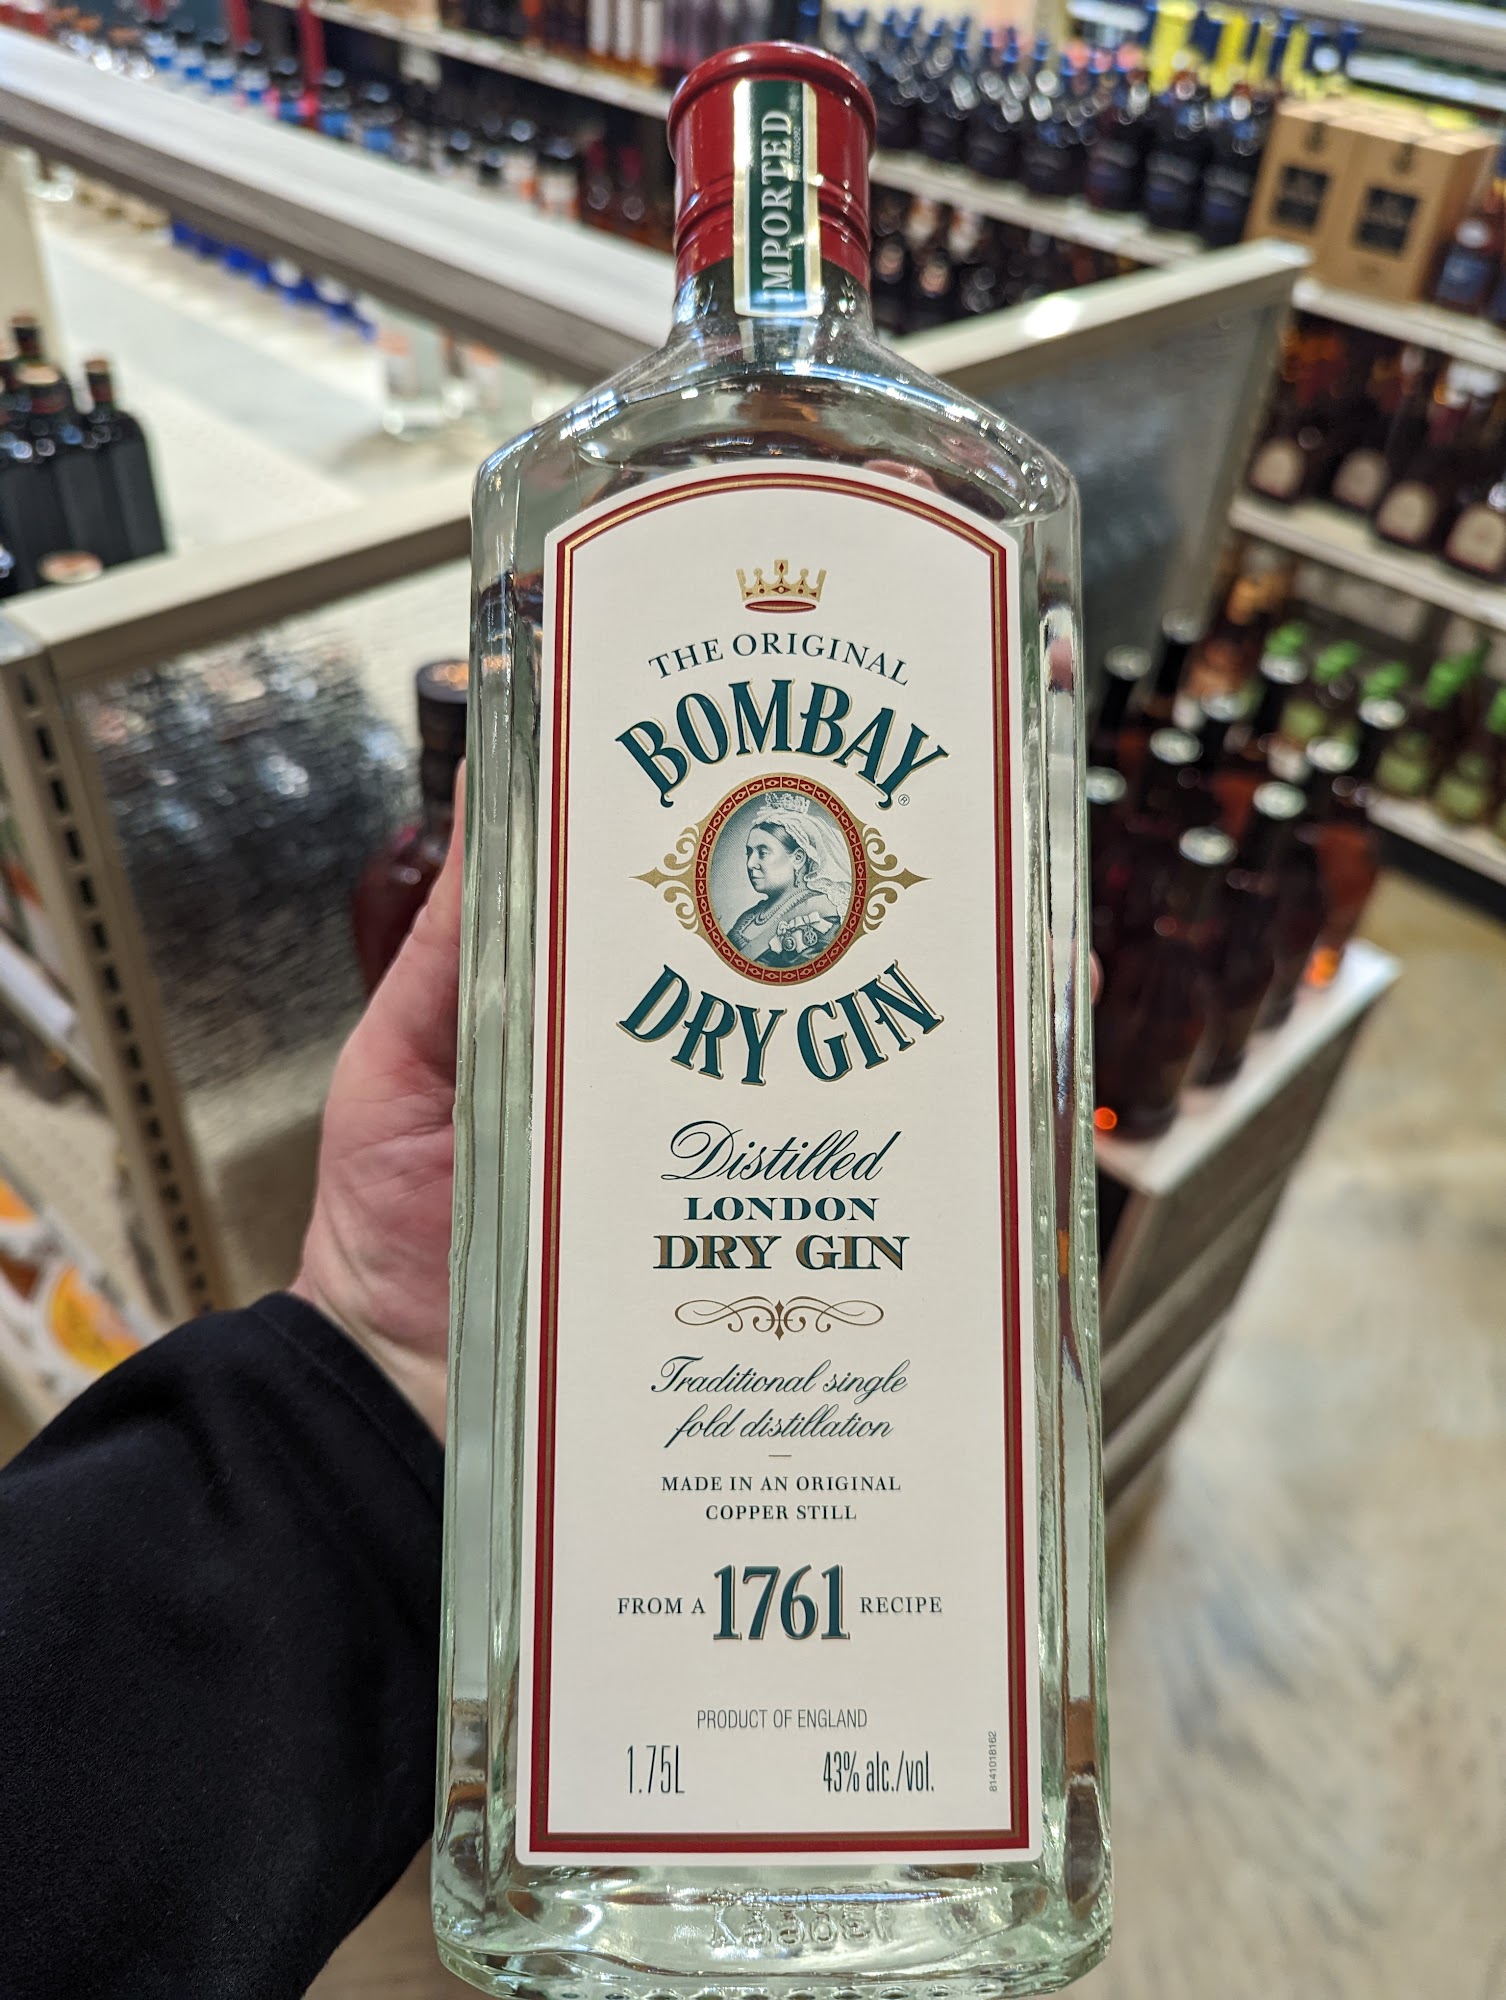 IMPORTED
THE ORIGINAL
BOMBAY®
DRY GIN
Distilled
LONDON
DRY GIN
Traditional single
fold distillation
MADE IN AN ORIGINAL
COPPER STILL
FROM A 1761 RECIPE
PRODUCT OF ENGLAND
1.75L 43% alc./vol.
8141018162